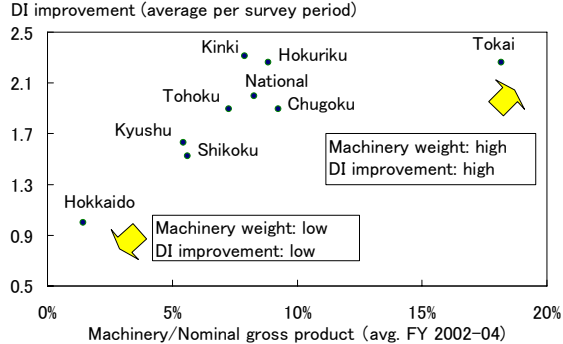 DI improvement (average per survey period)
2.5
Kinki
Hokuriku
Tokai
2.1
National
Tohoku
Chugoku
1.7
Kyushu
Shikoku
Machinery weight: high
DI improvement: high
1.3
Hokkaido
Machinery weight: low
DI improvement: low
0.9
0.5
0% 5% 10% 15% 20%
Machinery/Nominal gross product (avg. FY 2002-04)